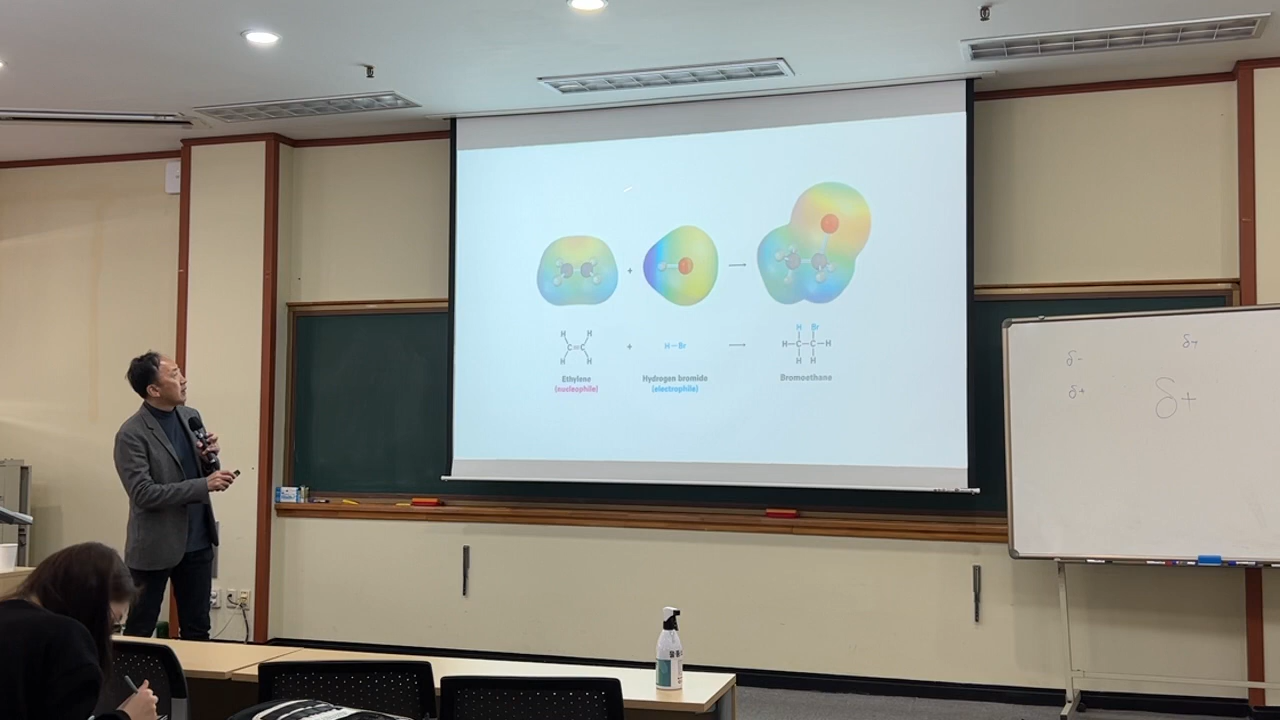 +
H H
C=C
H H
+
H—Br
H Br
H—C—C—H
H H
Ethylene
(nucleophile)
Hydrogen bromide
(electrophile)
Bromoethane
δ-
δ+
δ+
δ+